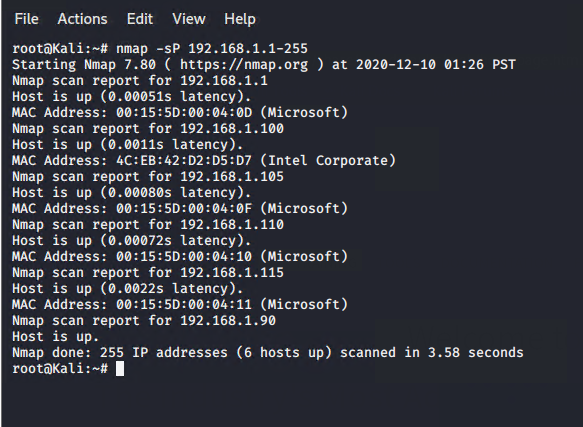 File Actions Edit View Help
root@Kali:~# nmap -sP 192.168.1.1-255
Starting Nmap 7.80 ( https://nmap.org ) at 2020-12-10 01:26 PST
Nmap scan report for 192.168.1.1
Host is up (0.00051s latency).
MAC Address: 00:15:5D:00:04:0D (Microsoft)
Nmap scan report for 192.168.1.100
Host is up (0.0011s latency).
MAC Address: 4C:EB:42:D2:D5:D7 (Intel Corporate)
Nmap scan report for 192.168.1.105
Host is up (0.00080s latency).
MAC Address: 00:15:5D:00:04:0F (Microsoft)
Nmap scan report for 192.168.1.110
Host is up (0.00072s latency).
MAC Address: 00:15:5D:00:04:10 (Microsoft)
Nmap scan report for 192.168.1.115
Host is up (0.0022s latency).
MAC Address: 00:15:5D:00:04:11 (Microsoft)
Nmap scan report for 192.168.1.90
Host is up.
Nmap done: 255 IP addresses (6 hosts up) scanned in 3.58 seconds
root@Kali:~#